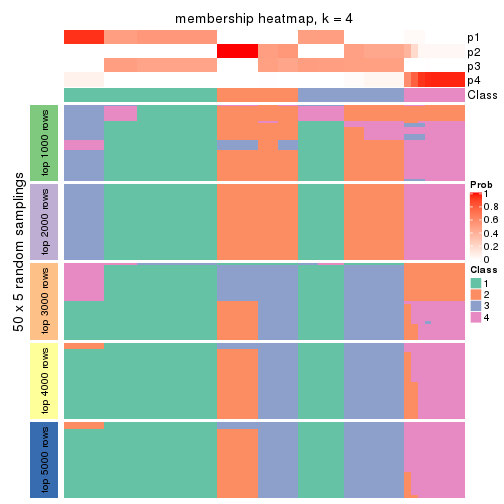 membership heatmap, k = 4
p1
p2
p3
p4
Class
50 x 5 random samplings
top 1000 rows
top 2000 rows
top 3000 rows
top 4000 rows
top 5000 rows
Prob
1
0.8
0.6
0.4
0.2
0
Class
1
2
3
4